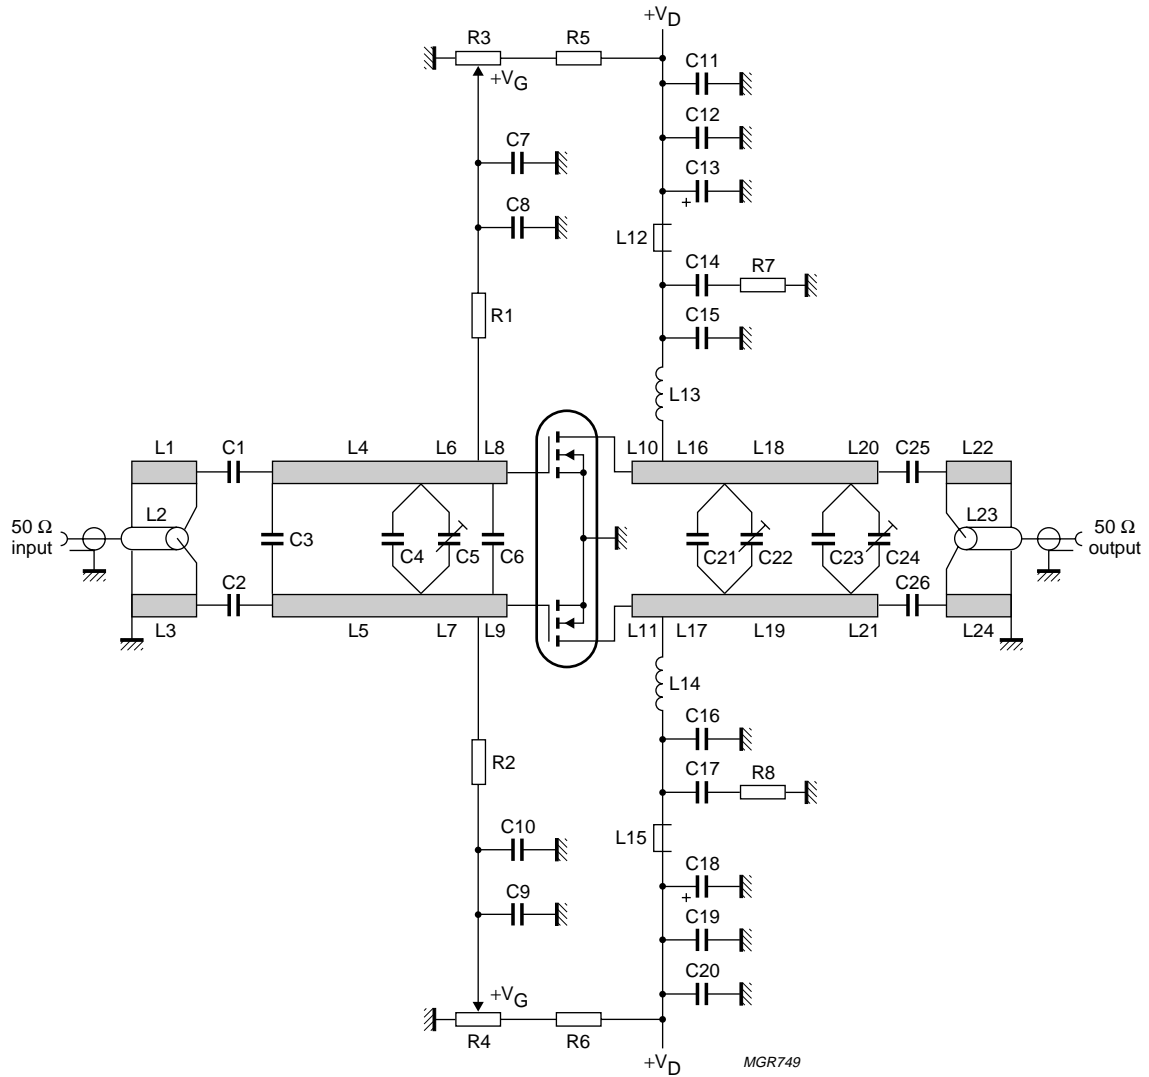 +VD
R3
R5
+VG
C11
C12
C7
C13
+
C8
L12
C14
R7
R1
C15
L13
L1
C1
L4
L6
L8
L10
L16
L18
L20
C25
L22
50 Ω
input
L2
C3
C4
C5
C6
C21
C22
C23
C24
L23
50 Ω
output
C2
C26
L3
L5
L7
L9
L11
L17
L19
L21
L24
L14
C16
R2
C17
R8
C10
L15
C18
+
C9
C19
C20
+VG
R4
R6
+VD
MGR749